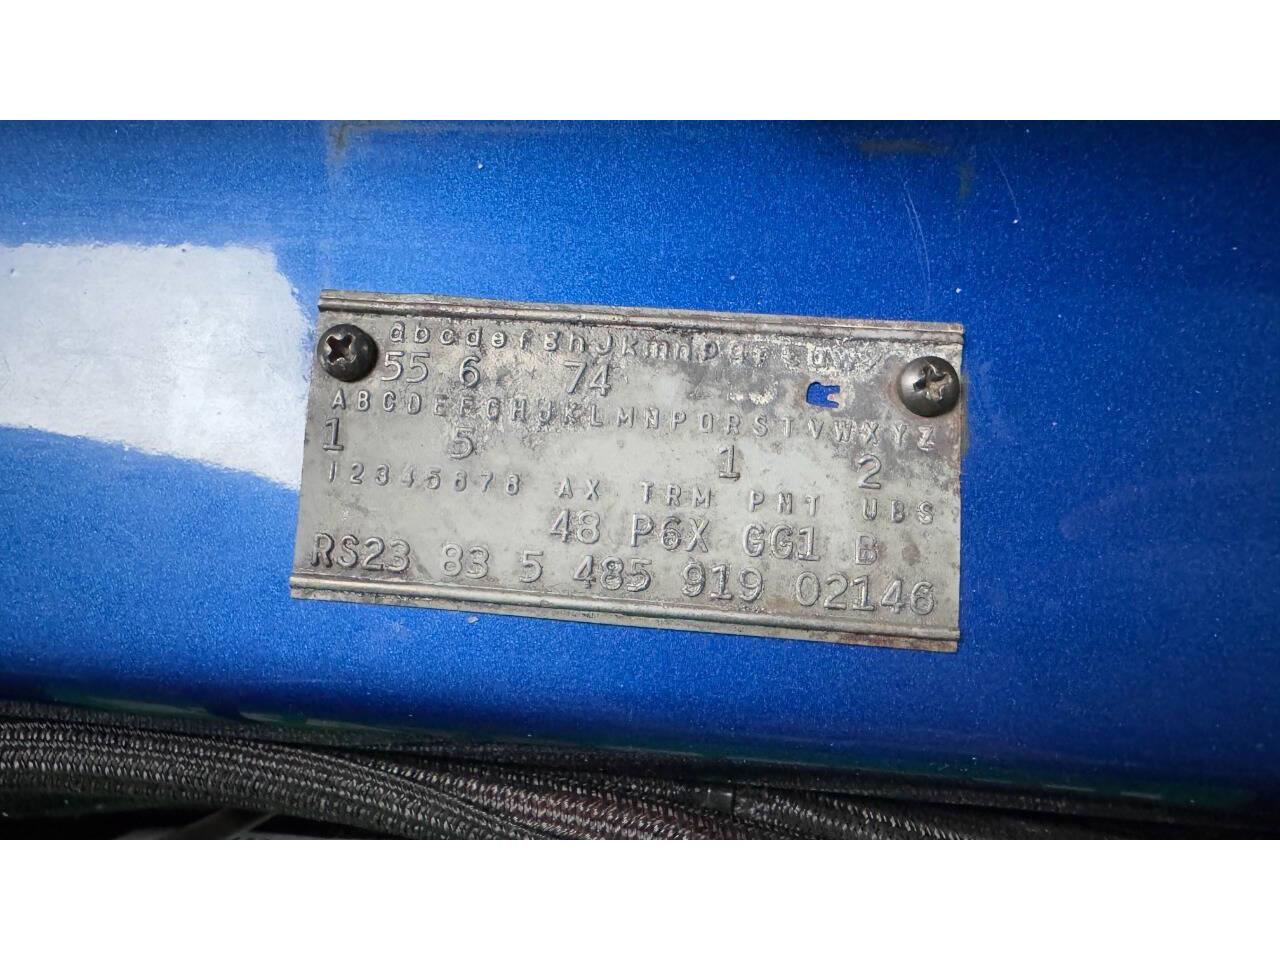 abcdefghJkmnpqr
55 6 74
ABCDEFGHJKLMNPQRSTVWXYZ
1 5 1 2
12345678 AX TRM PNT UBS
48 P6X GG1 B
RS23 83 5 485 919 02146